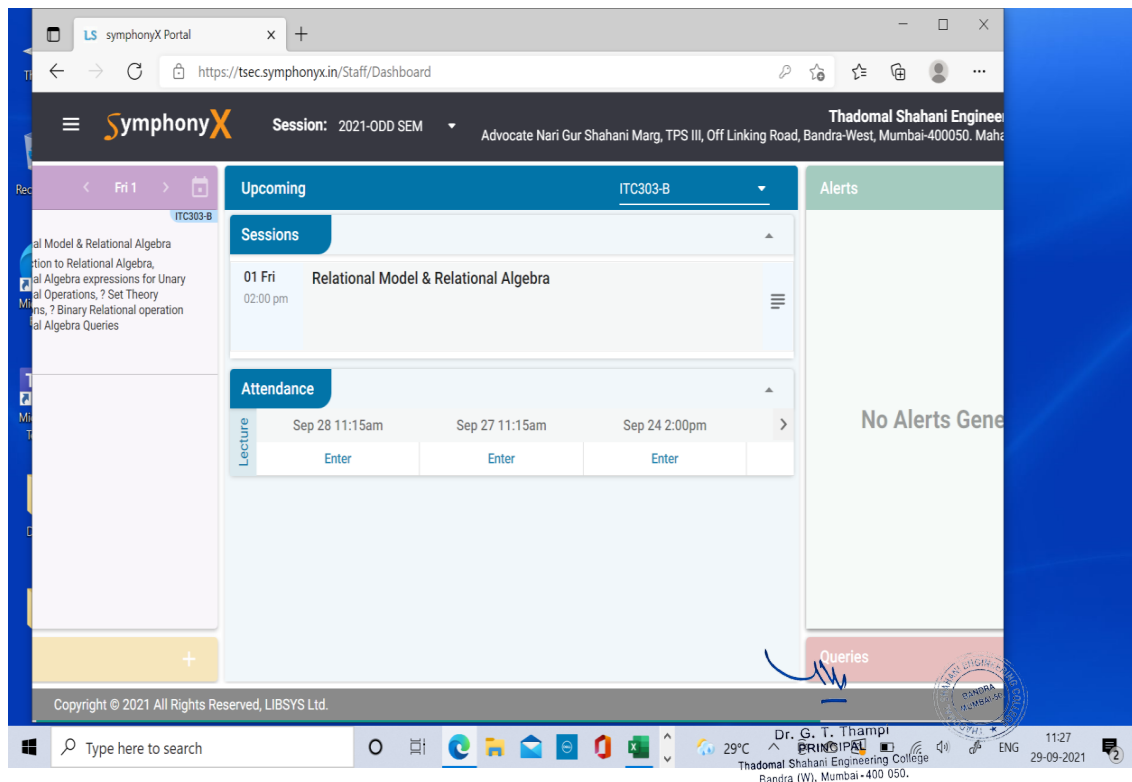 LS symphonyX Portal
https://tsec.symphonyx.in/Staff/Dashboard
SymphonyX
Session: 2021-ODD SEM
Thadomal Shahani Enginee
Advocate Nari Gur Shahani Marg, TPS III, Off Linking Road, Bandra-West, Mumbai-400050. Maha
Fri 1
ITC303-B
al Model & Relational Algebra
ction to Relational Algebra,
al Algebra expressions for Unary
al Operations, ? Set Theory
ons, ? Binary Relational operation
al Algebra Queries
Upcoming
ITC303-B
Sessions
01 Fri
02:00 pm
Relational Model & Relational Algebra
Attendance
Lecture
Sep 28 11:15am
Sep 27 11:15am
Sep 24 2:00pm
Enter
Enter
Enter
Alerts
No Alerts Gene
Queries
Copyright © 2021 All Rights Reserved, LIBSYS Ltd.
Type here to search
29°C
ENG
11:27
29-09-2021
2
Dr. G. T. Thampi
PRINCIPAL
Thadomal Shahani Engineering College
Bandra (W), Mumbai-400 050.
BANDRA
MUMBAI-50